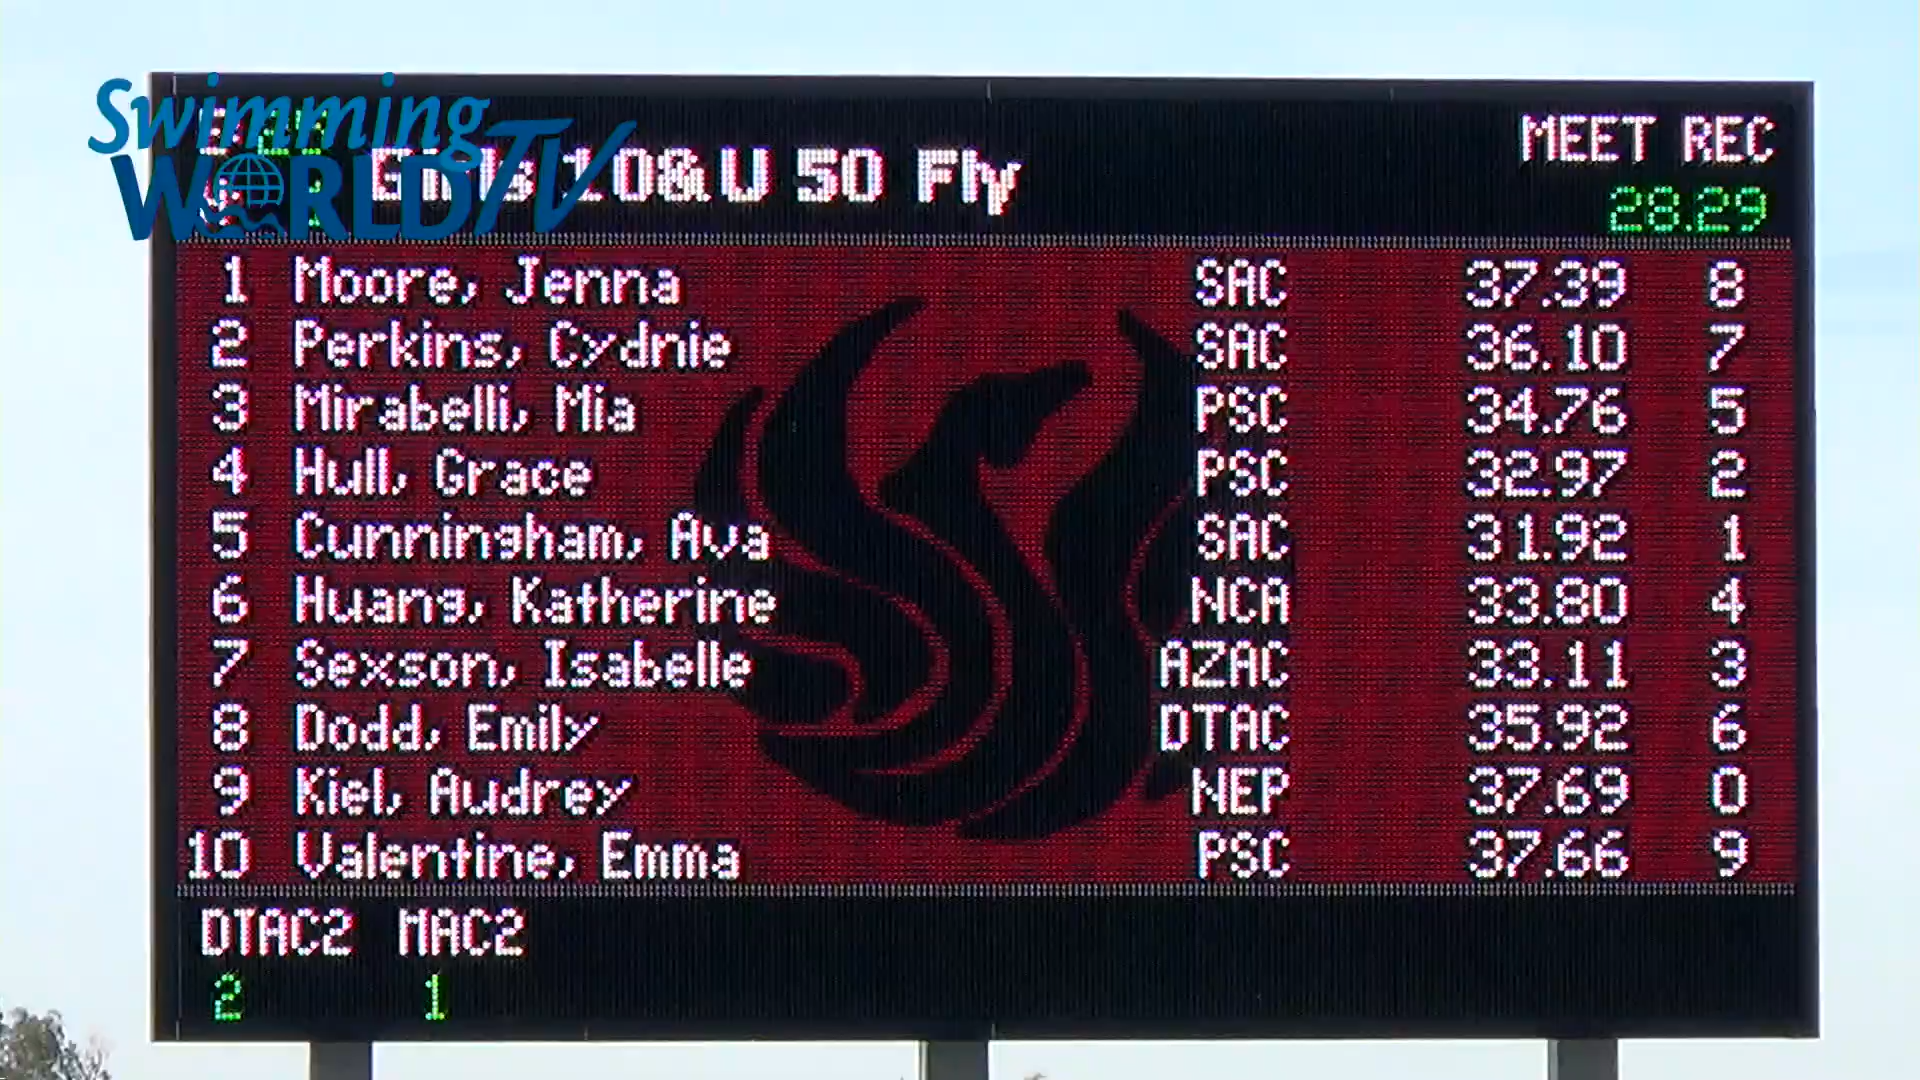 Swimming
WORLD TV
Girls 10&U 50 Fly
MEET REC
28.29
1 Moore, Jenna SAC 37.39 8
2 Perkins, Cydnie SAC 36.10 7
3 Mirabelli, Mia PSC 34.76 5
4 Hull, Grace PSC 32.97 2
5 Cunningham, Ava SAC 31.92 1
6 Huang, Katherine NCA 33.80 4
7 Sexson, Isabelle AZAC 33.11 3
8 Dodd, Emily DTAC 35.92 6
9 Kiel, Audrey NEP 37.69 0
10 Valentine, Emma PSC 37.66 9
DTAC2 MAC2
2 1